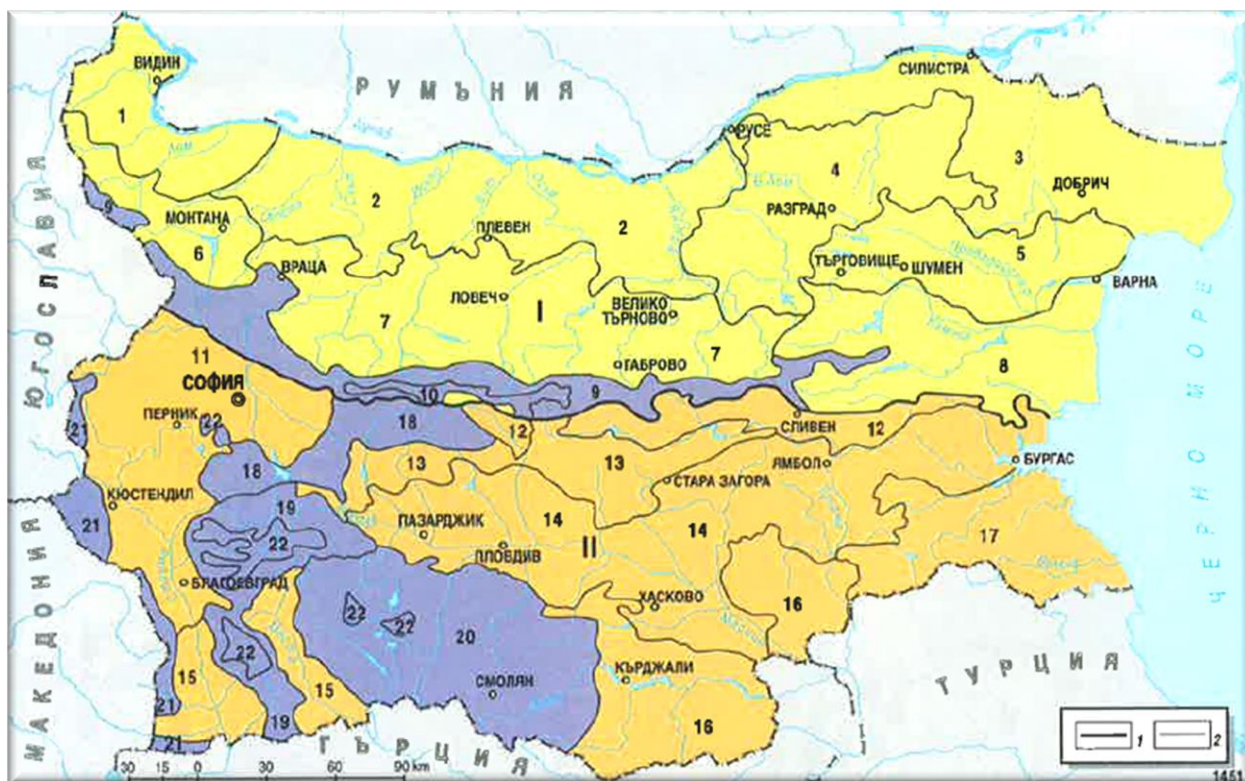 ВИДИН
РУМЪНИЯ
СИЛИСТРА
1
РУСЕ
3
4
2
ДОБРИЧ
9
МОНТАНА
РАЗГРАД
ПЛЕВЕН
2
5
6
ВРАЦА
ТЪРГОВИЩЕ
ШУМЕН
ВАРНА
ЛОВЕЧ
I
ВЕЛИКО
ТЪРНОВО
7
7
ГАБРОВО
8
11
СОФИЯ
10
9
ЮГОСЛАВИЯ
ЧЕРНО МОРЕ
ПЕРНИК
22
21
18
12
СЛИВЕН
12
БУРГАС
18
13
13
ЯМБОЛ
СТАРА ЗАГОРА
КЮСТЕНДИЛ
19
21
ПАЗАРДЖИК
14
14
17
22
ПЛОВДИВ
II
БЛАГОЕВГРАД
ХАСКОВО
22
22
16
20
МАКЕДОНИЯ
22
КЪРДЖАЛИ
ТУРЦИЯ
15
15
СМОЛЯН
21
19
16
21
ГЪРЦИЯ
1
2
30 15 0 30 60 90 km